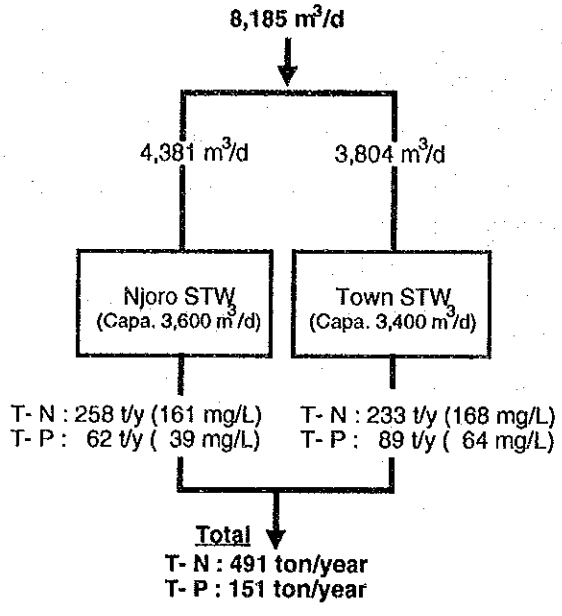 8,185 m³/d
4,381 m³/d
3,804 m³/d
Njoro STW
(Capa. 3,600 m³/d)
Town STW
(Capa. 3,400 m³/d)
T- N : 258 t/y (161 mg/L)
T- P : 62 t/y ( 39 mg/L)
T- N : 233 t/y (168 mg/L)
T- P : 89 t/y ( 64 mg/L)
Total
T- N : 491 ton/year
T- P : 151 ton/year